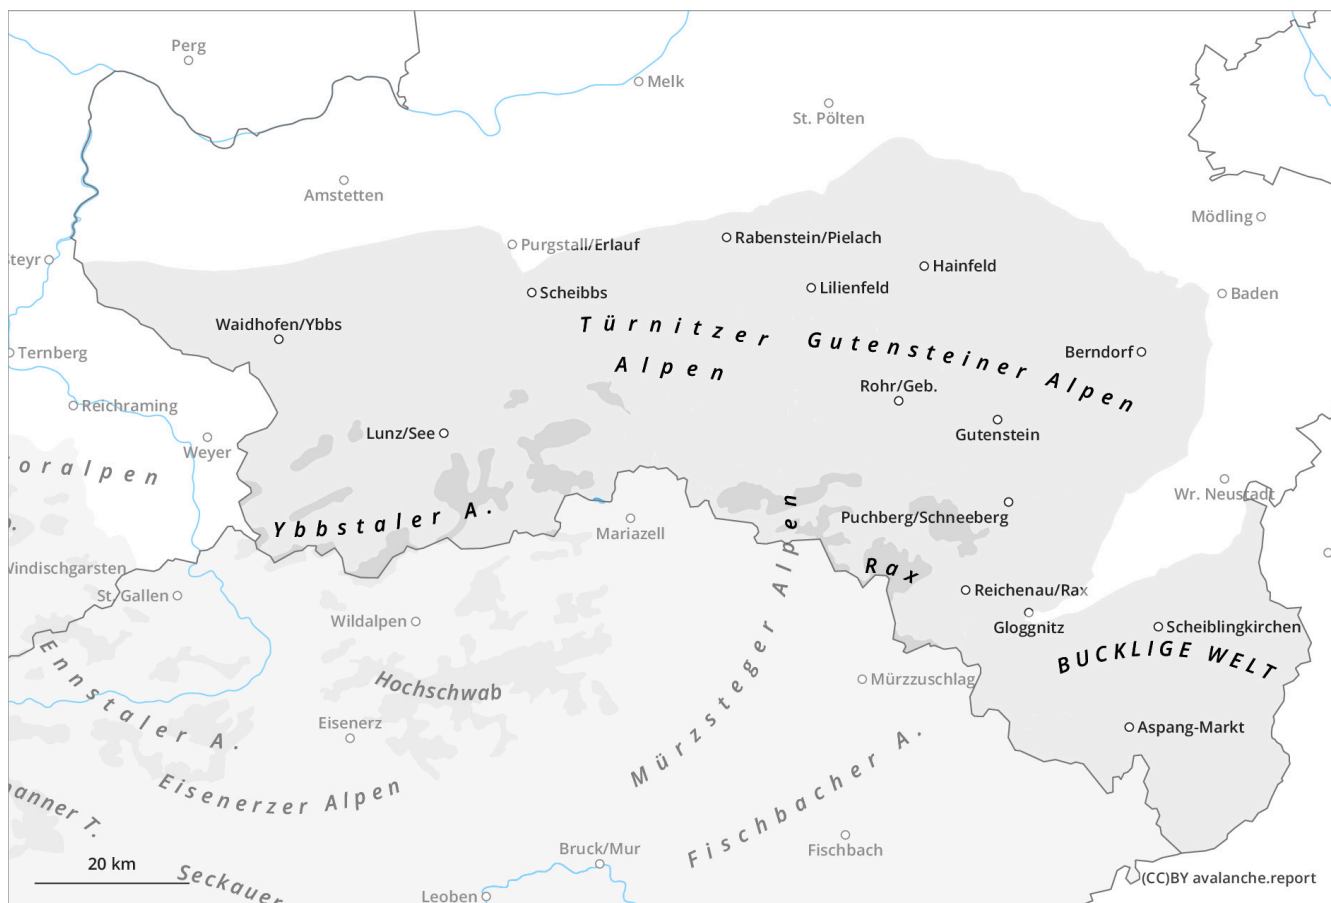 Perg
Melk
St. Pölten
Amstetten
Mödling
Purgstall/Erlauf
Rabenstein/Pielach
Hainfeld
steyr
Scheibbs
Lilienfeld
Baden
Waidhofen/Ybbs
Türnitzer Alpen
Gutensteiner Alpen
Ternberg
Berndorf
Rohr/Geb.
Reichraming
Lunz/See
Gutenstein
Weyer
oralpen
Wr. Neustadt
Ybbstaler A.
Puchberg/Schneeberg
Mariazell
Mürzsteger Alpen
Rax
Windischgarsten
St. Gallen
Reichenau/Rax
Wildalpen
Gloggnitz
Scheiblingkirchen
BUCKLIGE WELT
Ennstaler A.
Hochschwab
Mürzzuschlag
Eisenerz
Aspang-Markt
Eisenerzer Alpen
Fischbacher A.
anner T.
20 km
Bruck/Mur
Fischbach
Seckauer
Leoben
(CC)BY avalanche.report